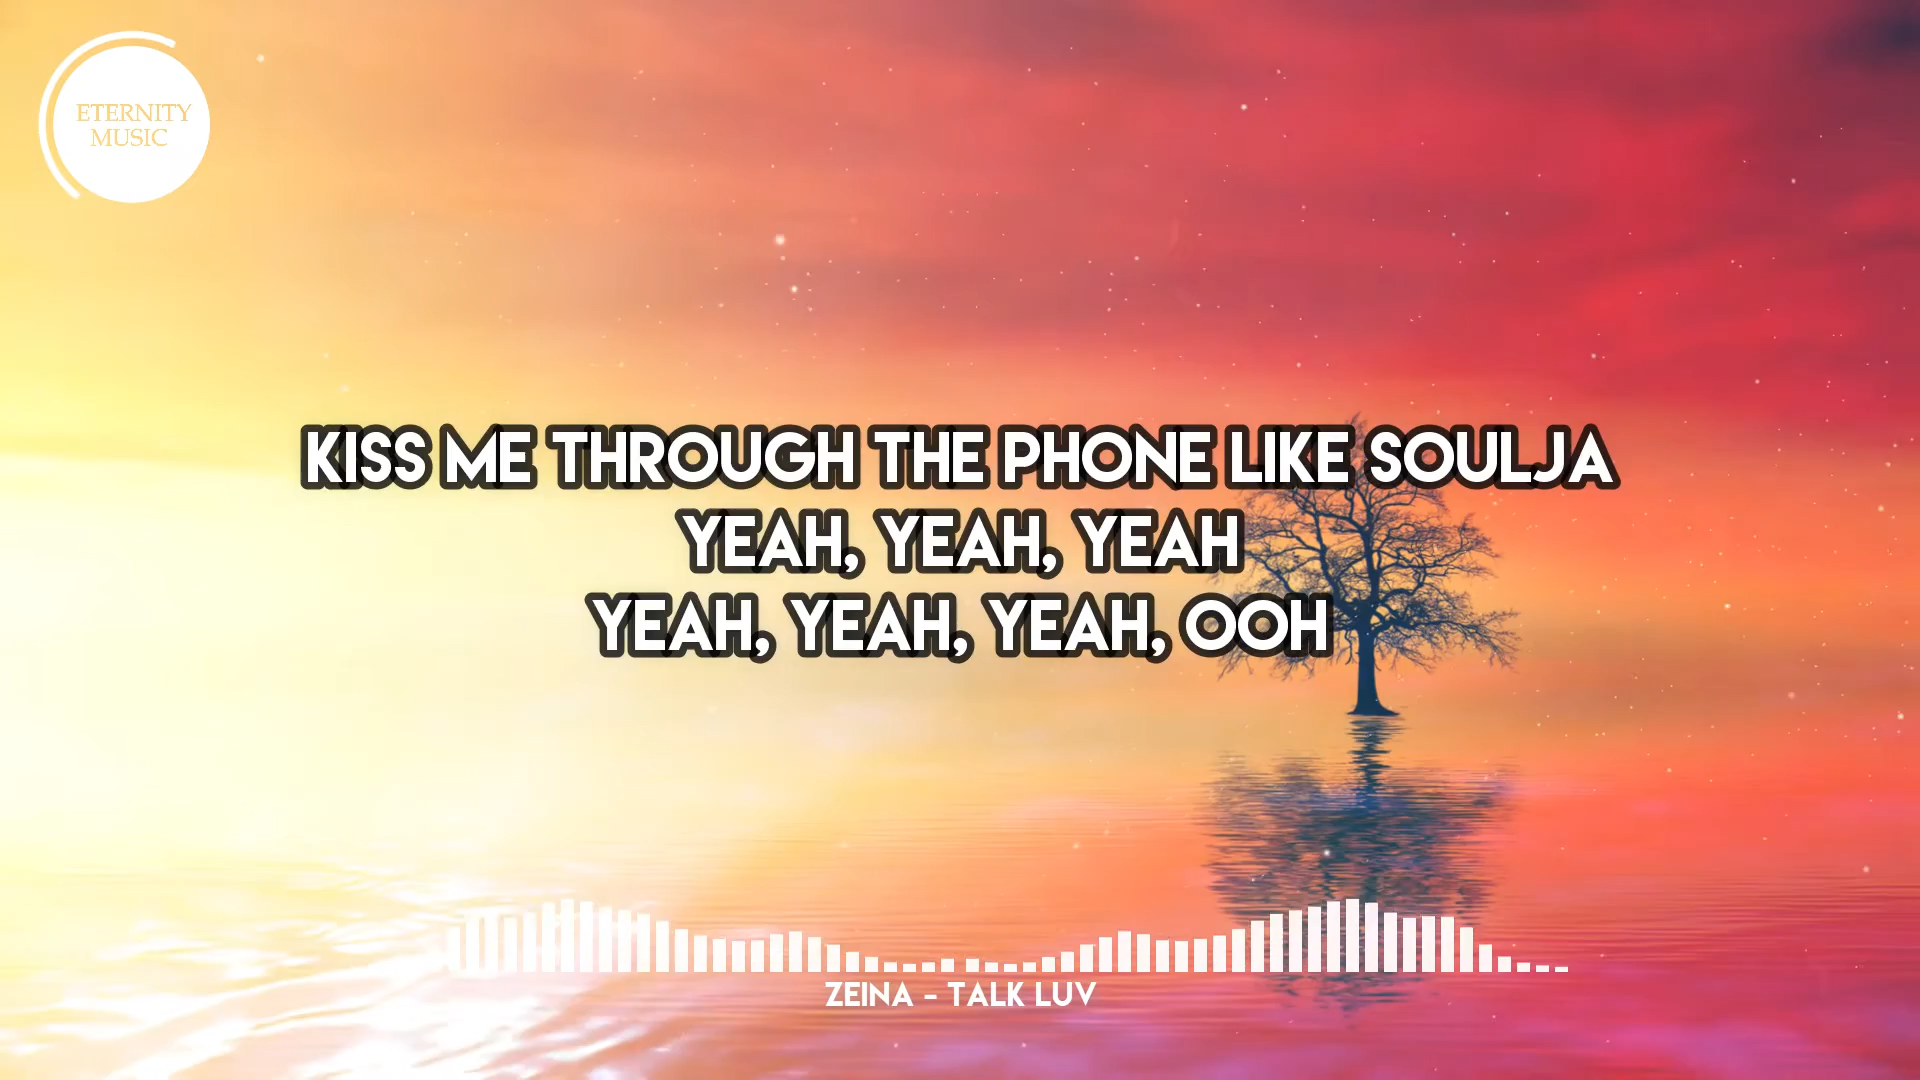 ETERNITY
MUSIC
KISS ME THROUGH THE PHONE LIKE SOULJA
YEAH, YEAH, YEAH
YEAH, YEAH, YEAH, OOH
ZEINA - TALK LUV